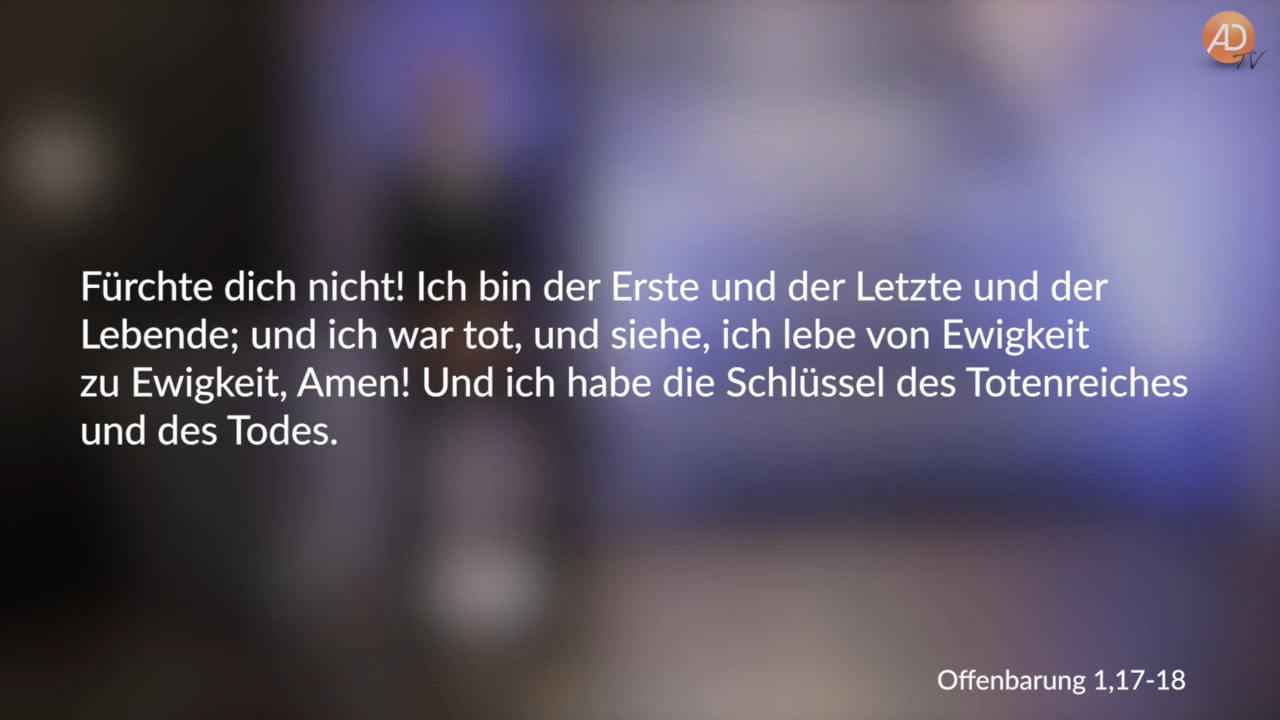 AD
TV
Fürchte dich nicht! Ich bin der Erste und der Letzte und der
Lebende; und ich war tot, und siehe, ich lebe von Ewigkeit
zu Ewigkeit, Amen! Und ich habe die Schlüssel des Totenreiches
und des Todes.
Offenbarung 1,17-18